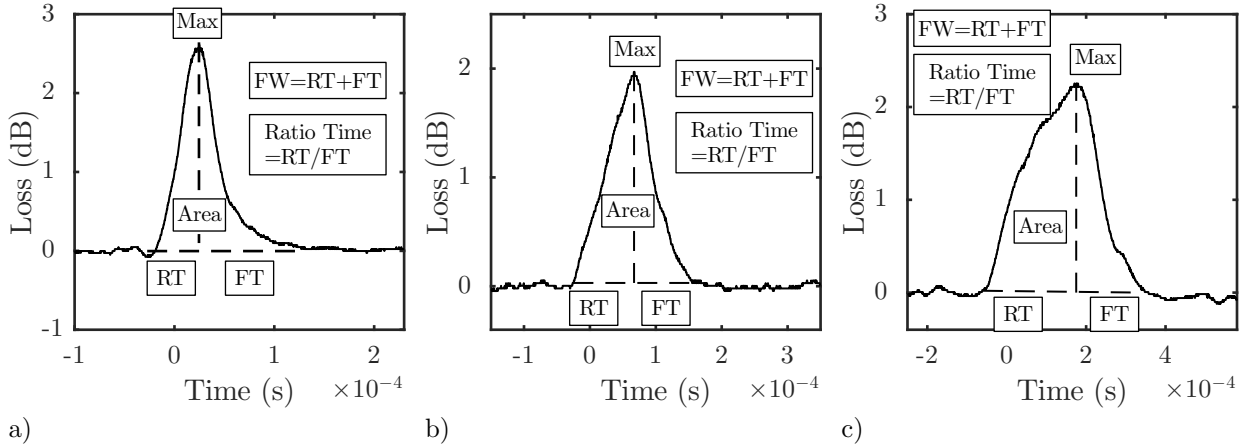 Max
FW=RT+FT
Ratio Time
=RT/FT
Area
RT
FT
3
2
1
0
-1
-1
0
1
2
Loss (dB)
Time (s)
×10⁻⁴
a)
Max
FW=RT+FT
Ratio Time
=RT/FT
Area
RT
FT
2
1
0
-1
0
1
2
3
Loss (dB)
Time (s)
×10⁻⁴
b)
FW=RT+FT
Ratio Time
=RT/FT
Max
Area
RT
FT
3
2
1
0
-2
0
2
4
Loss (dB)
Time (s)
×10⁻⁴
c)